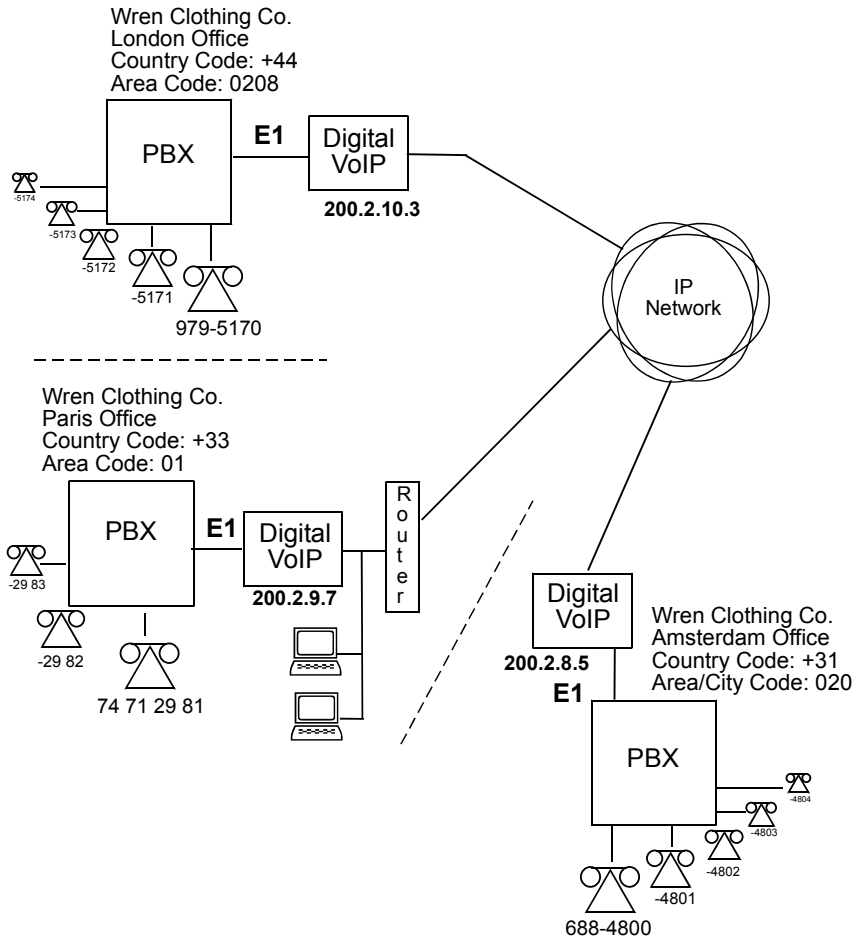 Wren Clothing Co.
London Office
Country Code: +44
Area Code: 0208
PBX
E1
Digital
VoIP
200.2.10.3
-5174
-5173
-5172
-5171
979-5170
IP
Network
Wren Clothing Co.
Paris Office
Country Code: +33
Area Code: 01
PBX
E1
Digital
VoIP
200.2.9.7
Router
-29 83
-29 82
74 71 29 81
Digital
VoIP
200.2.8.5
E1
Wren Clothing Co.
Amsterdam Office
Country Code: +31
Area/City Code: 020
PBX
-4804
-4803
-4802
-4801
688-4800